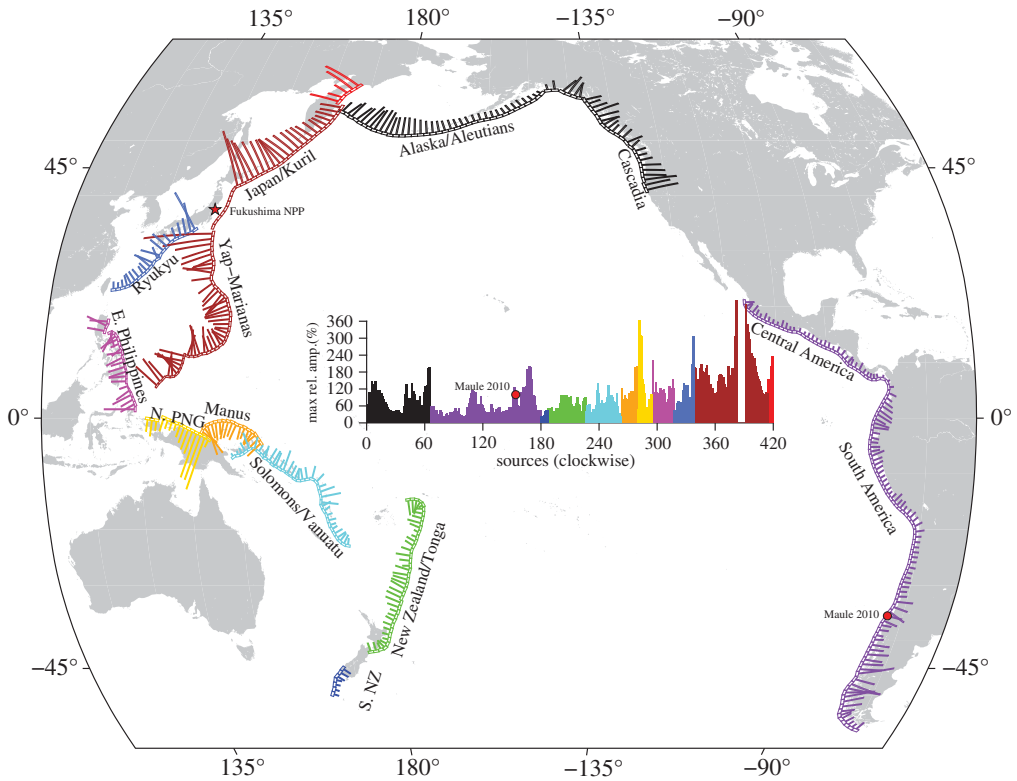 135° 180° −135° −90°
Alaska/Aleutians
Japan/Kuril
Cascadia
45° 45°
Fukushima NPP
Ryukyu
Yap−Marianas
E. Philippines
Central America
max rel. amp.(%)
360
300
240
180
120
60
0
Maule 2010
0 60 120 180 240 300 360 420
sources (clockwise)
0° 0°
N. PNG
Manus
Solomons/Vanuatu
South America
New Zealand/Tonga
Maule 2010
−45° −45°
S. NZ
135° 180° −135° −90°